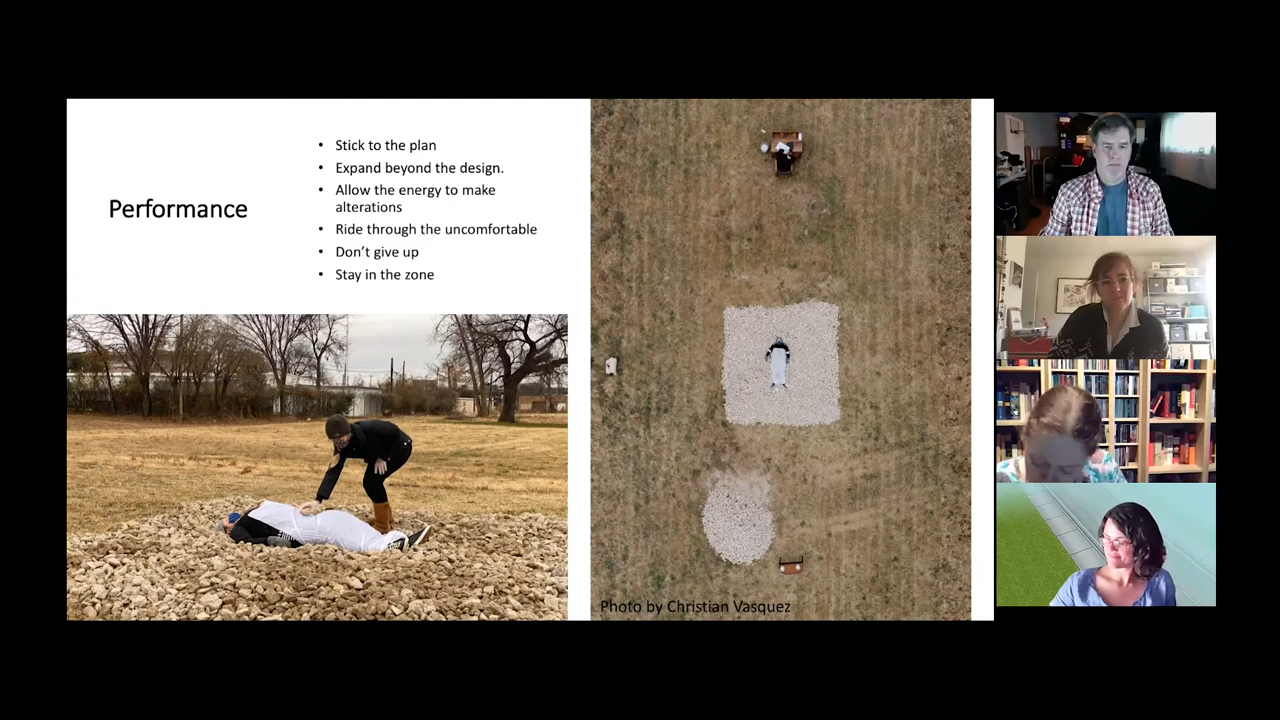 Performance
• Stick to the plan
• Expand beyond the design.
• Allow the energy to make
alterations
• Ride through the uncomfortable
• Don’t give up
• Stay in the zone
Photo by Christian Vasquez